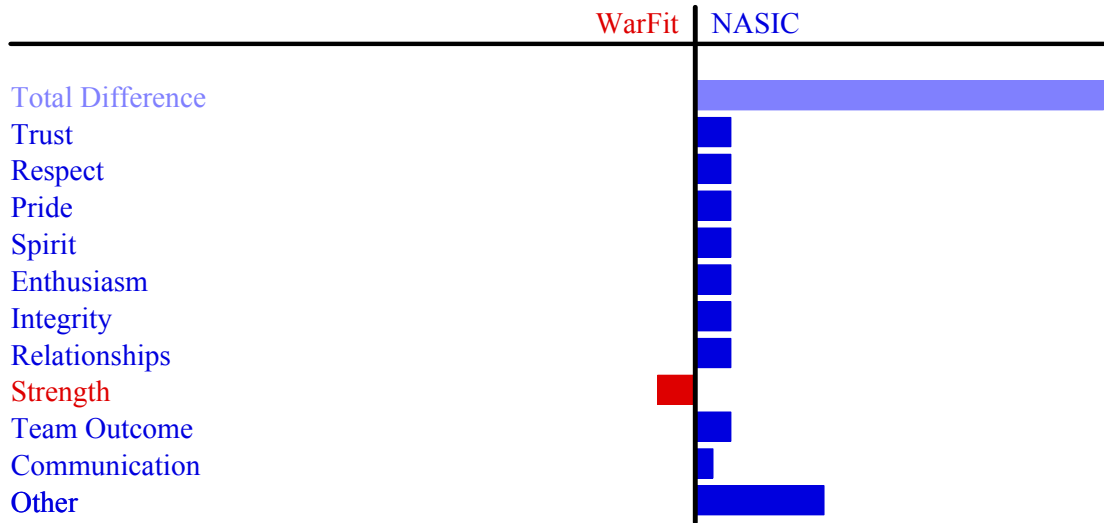 WarFit NASIC
Total Difference
Trust
Respect
Pride
Spirit
Enthusiasm
Integrity
Relationships
Strength
Team Outcome
Communication
Other